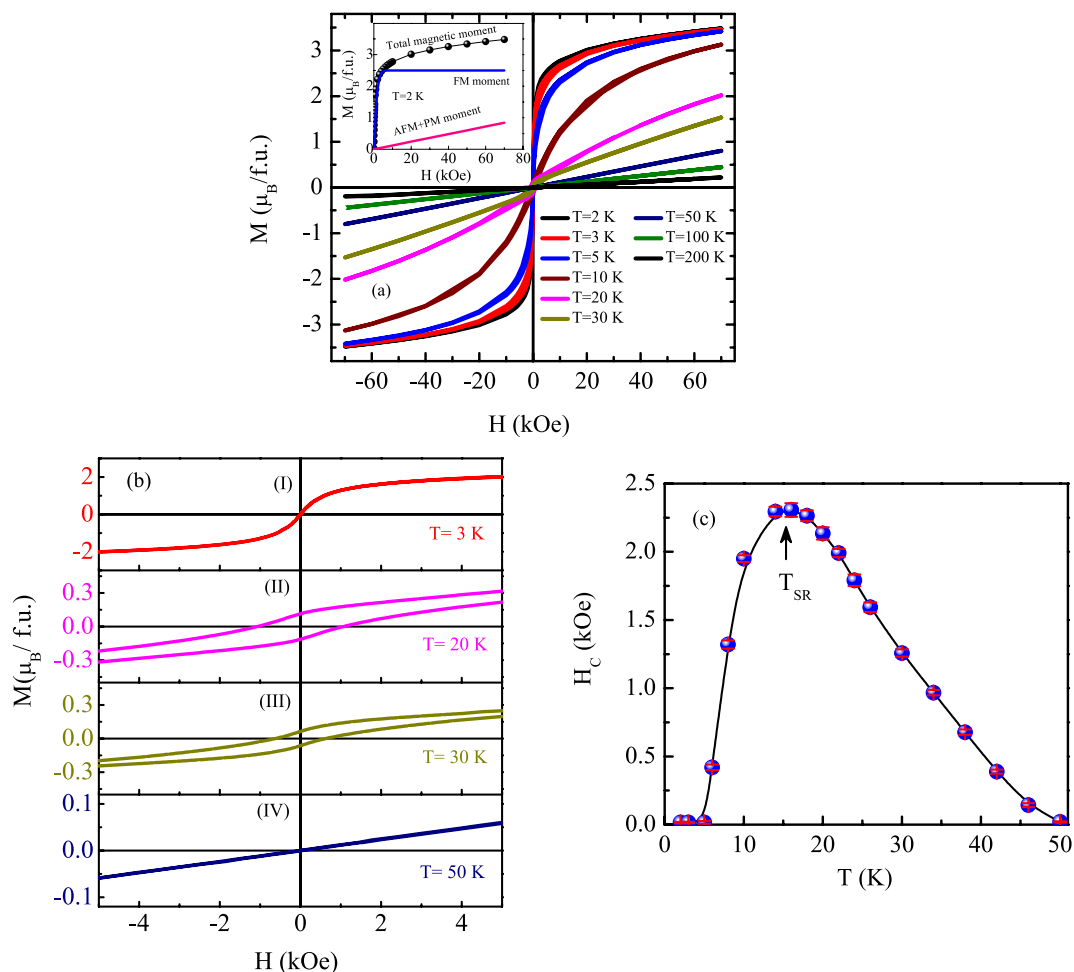 Total magnetic moment
FM moment
T=2 K
AFM+PM moment
M (μB/f.u.)
0
1
2
3
4
5
0 20 40 60 80
H (kOe)
M (μB/f.u.)
3
2
1
0
-1
-2
-3
T=2 K T=50 K
T=3 K T=100 K
T=5 K T=200 K
T=10 K
T=20 K
T=30 K
(a)
-60 -40 -20 0 20 40 60
H (kOe)
(b)
(I)
2
0
-2
T= 3 K
(II)
0.3
0.0
-0.3
T= 20 K
(III)
0.3
0.0
-0.3
T= 30 K
(IV)
0.1
0.0
-0.1
T= 50 K
M(μB/ f.u.)
-4 -2 0 2 4
H (kOe)
(c)
2.5
2.0
1.5
1.0
0.5
0.0
TSR
HC (kOe)
0 10 20 30 40 50
T (K)